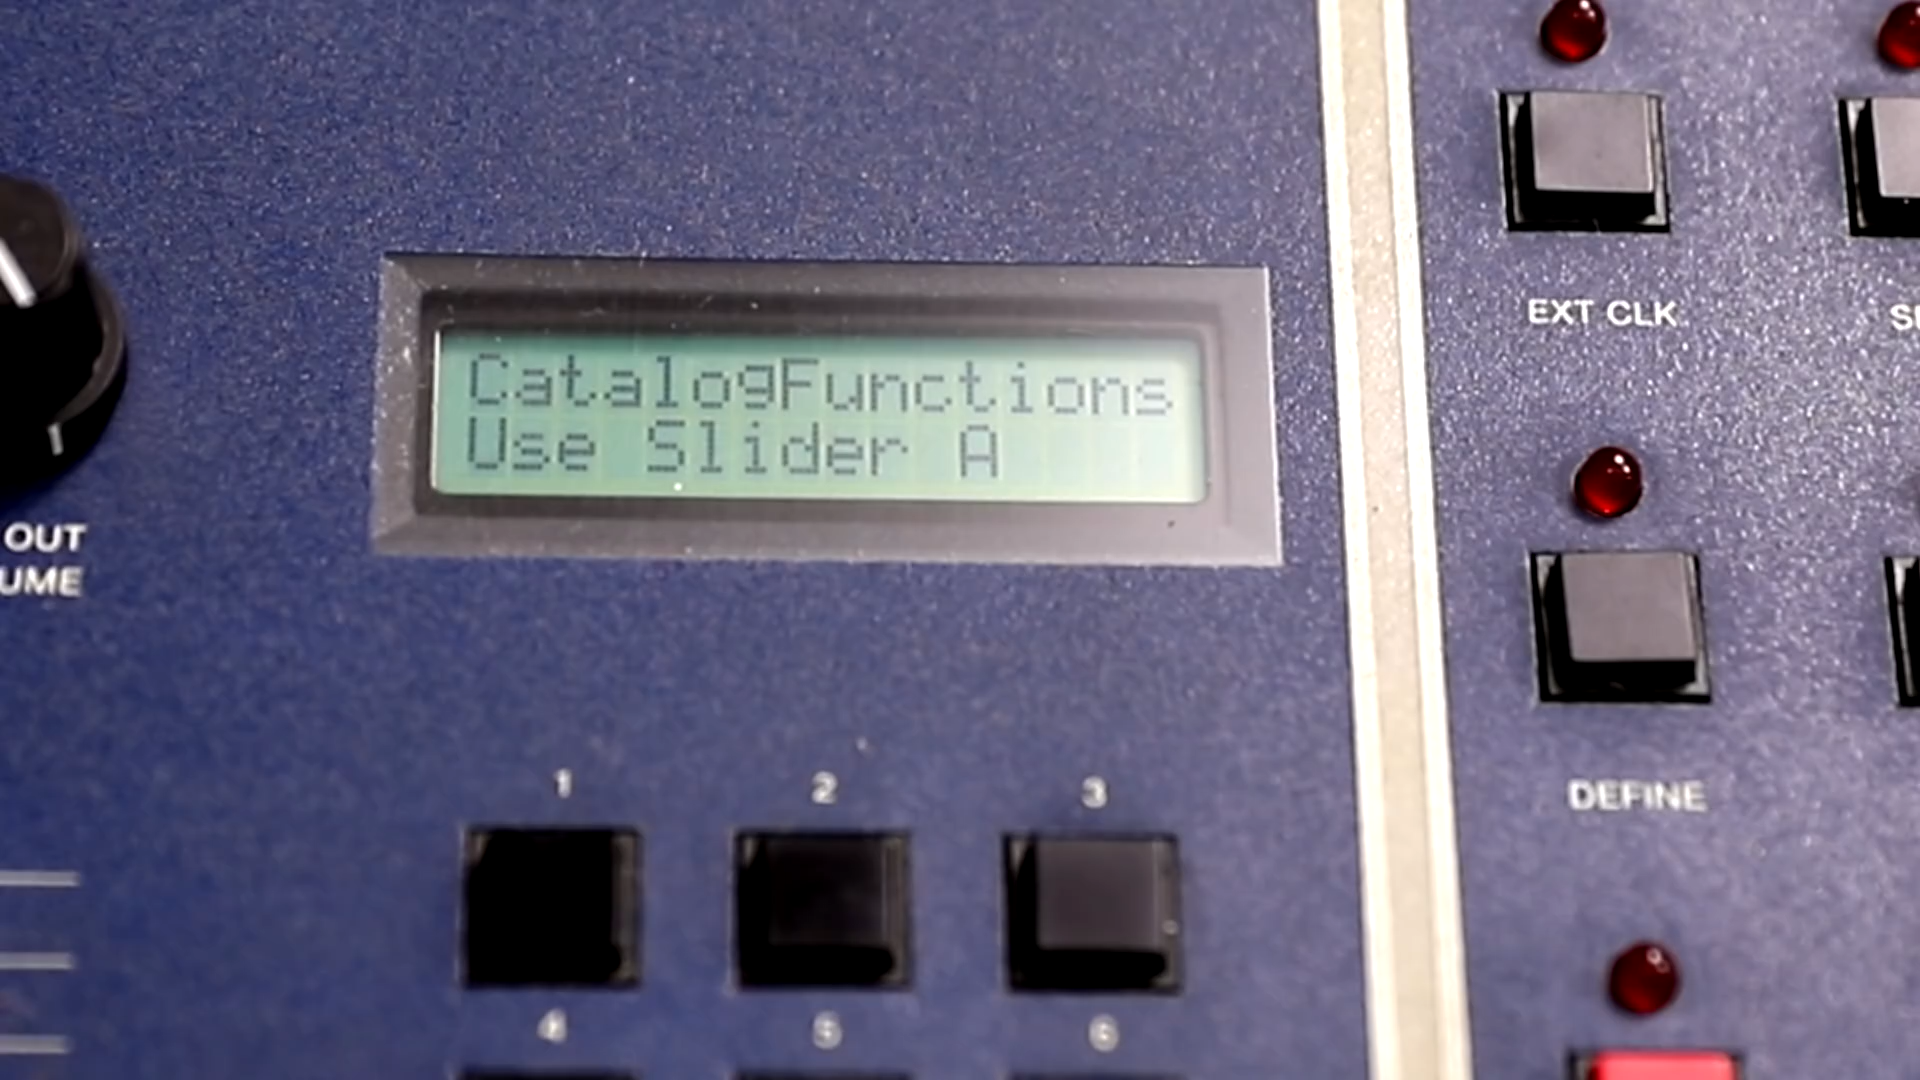 CatalogFunctions
Use Slider A
EXT CLK
OUT
UME
DEFINE
1 2 3
4 5 6